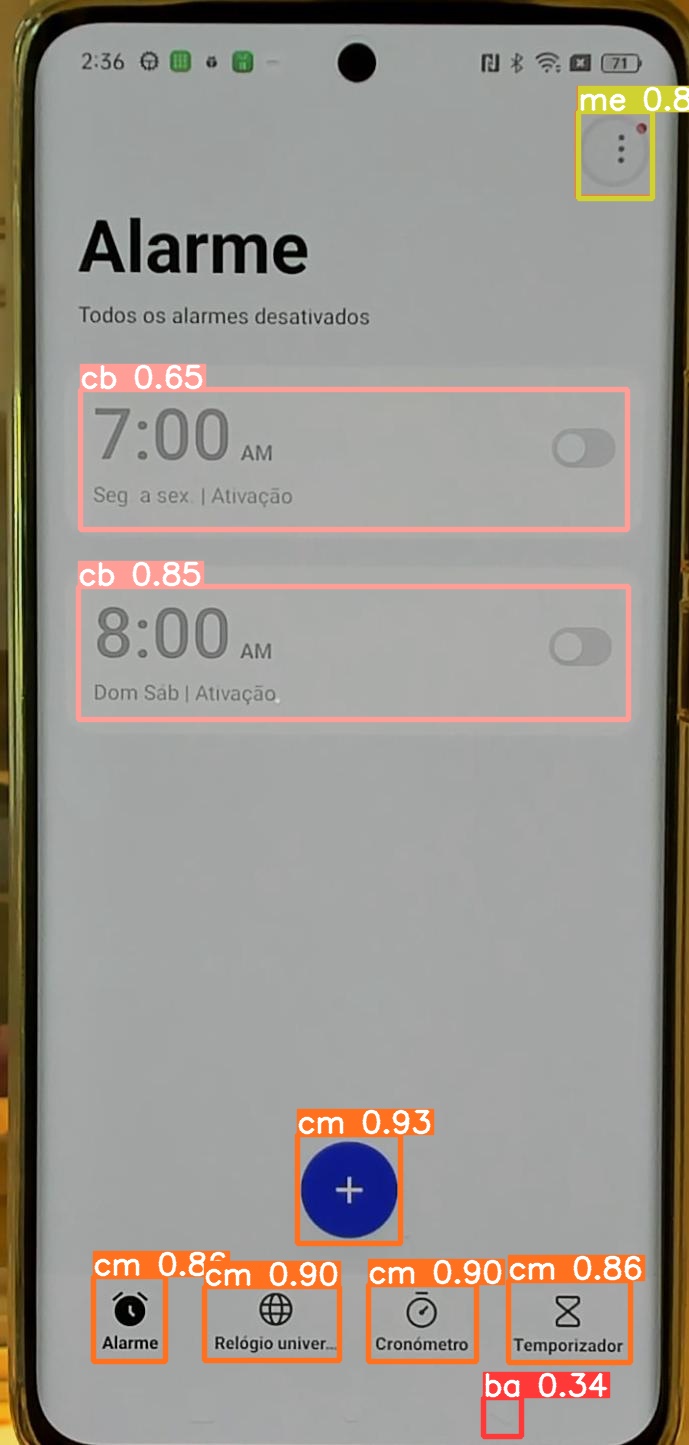 2:36
71
me 0.8
Alarme
Todos os alarmes desativados
cb 0.65
7:00 AM
Seg a sex. | Ativação
cb 0.85
8:00 AM
Dom Sáb | Ativação
cm 0.93
cm 0.86
cm 0.90
cm 0.90
cm 0.86
Alarme
Relógio univer...
Cronómetro
Temporizador
ba 0.34